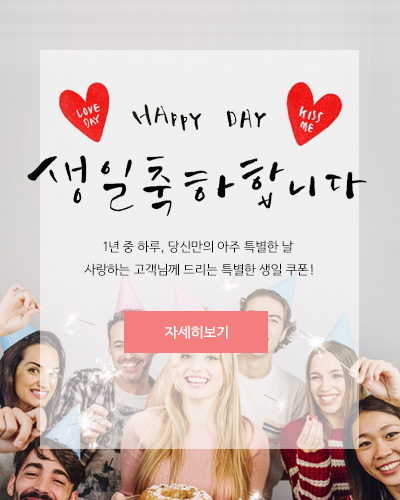 LOVE DAY
HAPPY DAY
KISS ME
생일축하합니다
1년 중 하루, 당신만의 아주 특별한 날
사랑하는 고객님께 드리는 특별한 생일 쿠폰!
자세히보기